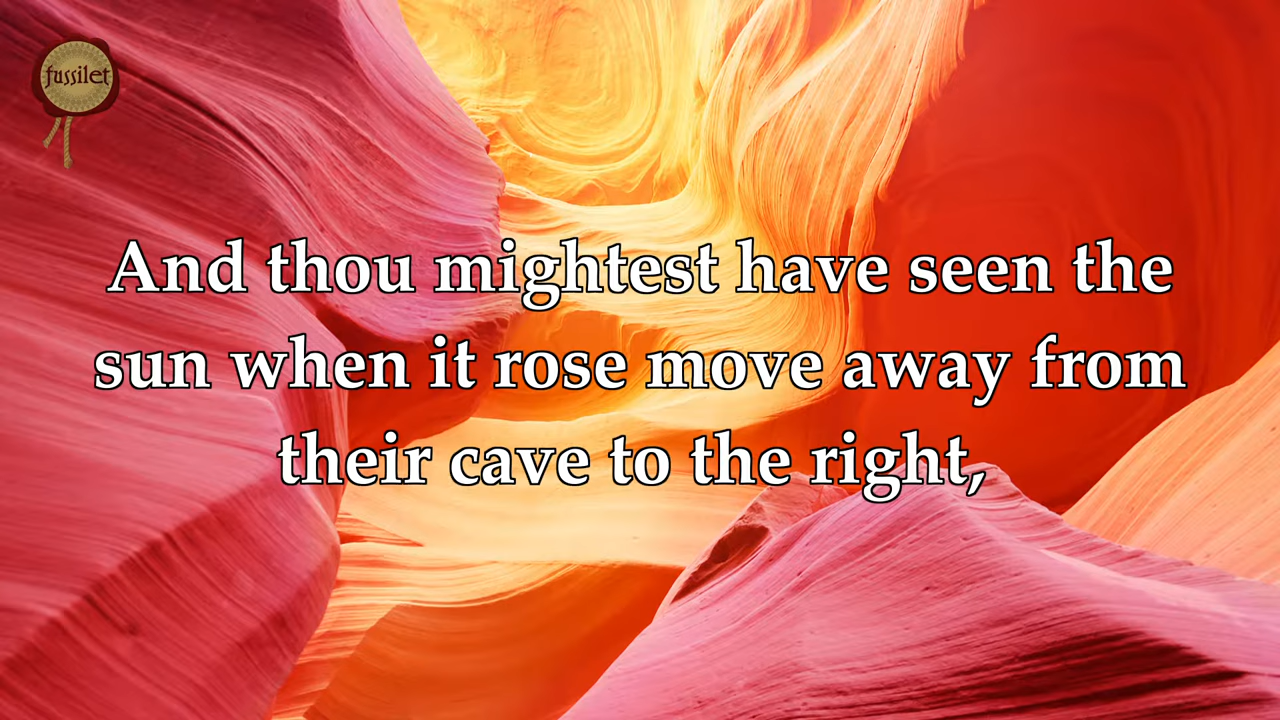 fussilet
And thou mightest have seen the
sun when it rose move away from
their cave to the right,